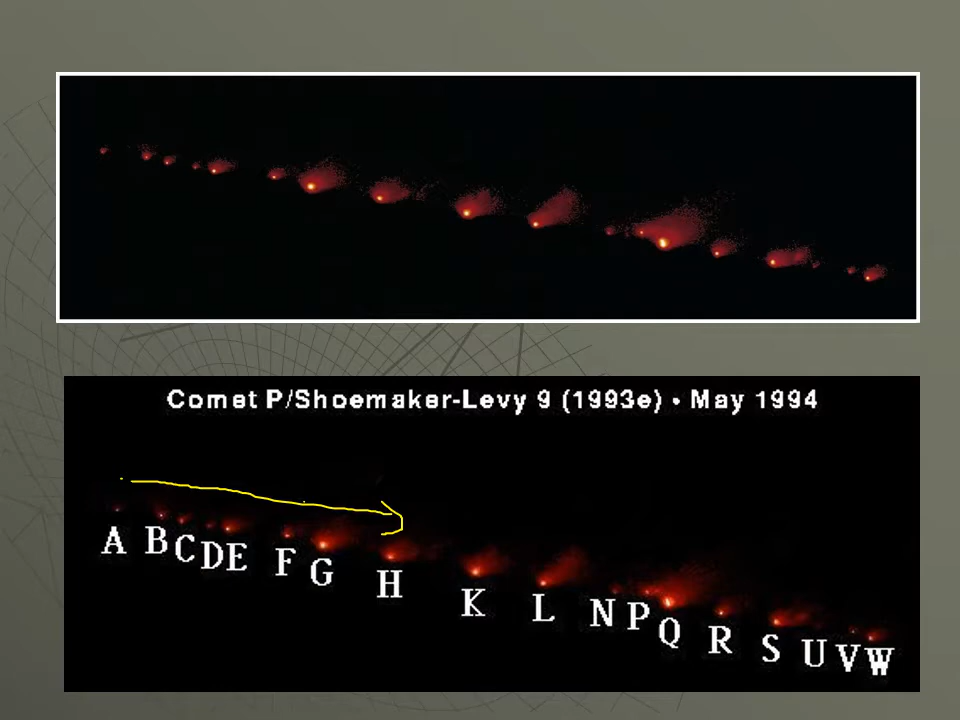 Comet P/Shoemaker-Levy 9 (1993e) • May 1994
A B C D E F G H K L N P Q R S U V W